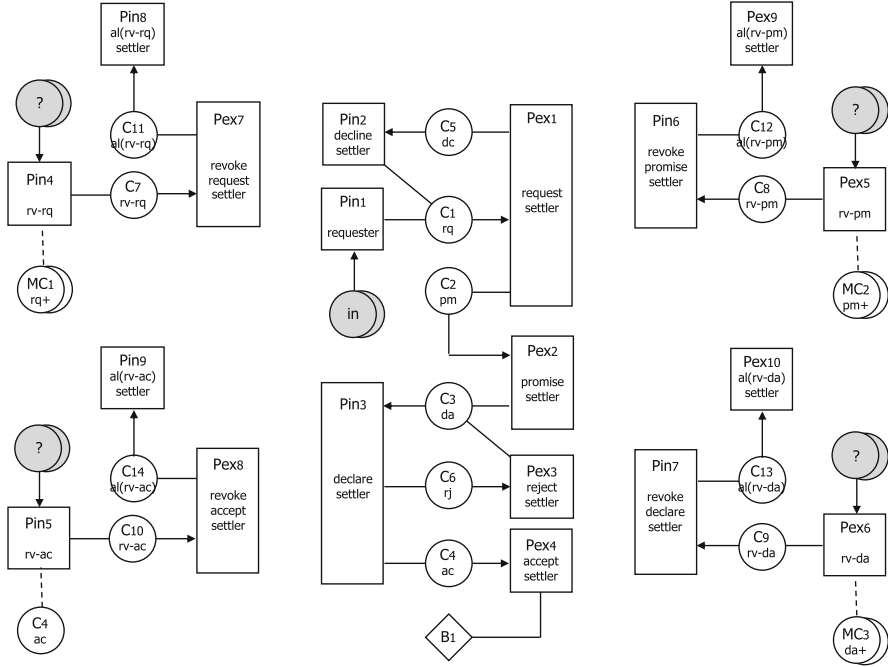 Pin8
al(rv-rq)
settler
?
C11
al(rv-rq)
Pex7
revoke
request
settler
Pin4
rv-rq
C7
rv-rq
MC1
rq+
Pin2
decline
settler
C5
dc
Pex1
request
settler
Pin1
requester
C1
rq
in
C2
pm
Pex2
promise
settler
Pin3
declare
settler
C3
da
C6
rj
Pex3
reject
settler
C4
ac
Pex4
accept
settler
B1
Pex9
al(rv-pm)
settler
Pin6
revoke
promise
settler
C12
al(rv-pm)
?
C8
rv-pm
Pex5
rv-pm
MC2
pm+
Pin9
al(rv-ac)
settler
?
C14
al(rv-ac)
Pex8
revoke
accept
settler
Pin5
rv-ac
C10
rv-ac
C4
ac
Pex10
al(rv-da)
settler
Pin7
revoke
declare
settler
C13
al(rv-da)
?
C9
rv-da
Pex6
rv-da
MC3
da+